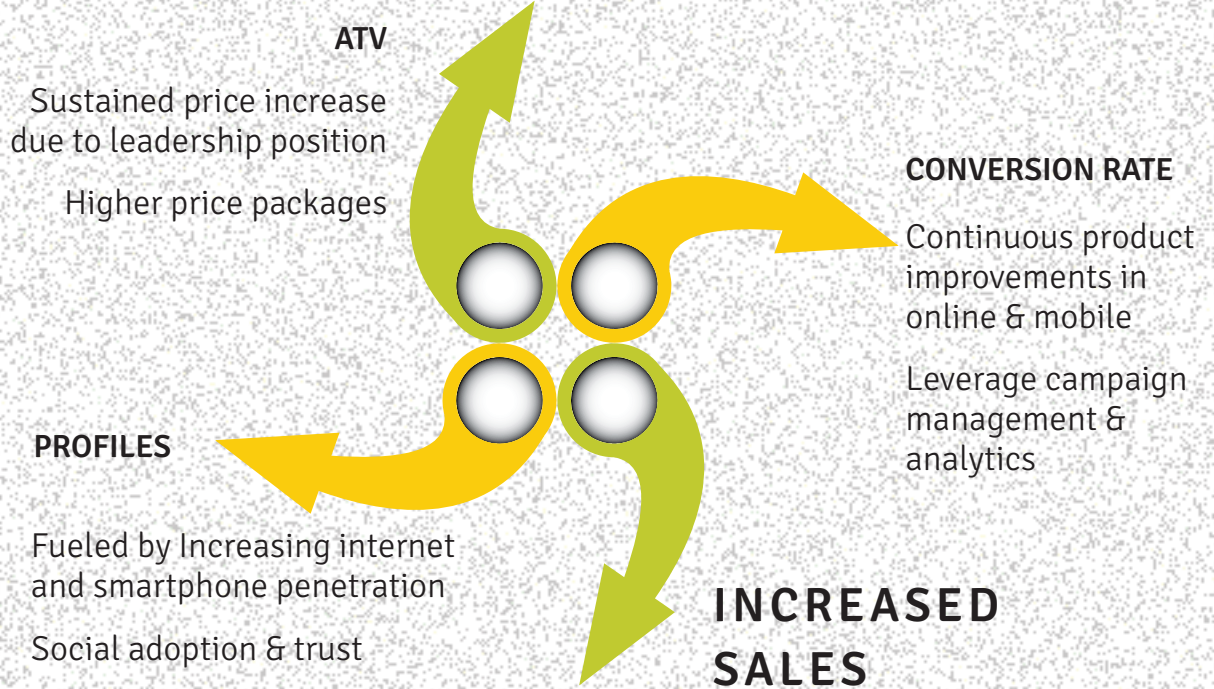 ATV
Sustained price increase
due to leadership position
Higher price packages
CONVERSION RATE
Continuous product
improvements in
online & mobile
Leverage campaign
management &
analytics
PROFILES
Fueled by Increasing internet
and smartphone penetration
Social adoption & trust
INCREASED
SALES